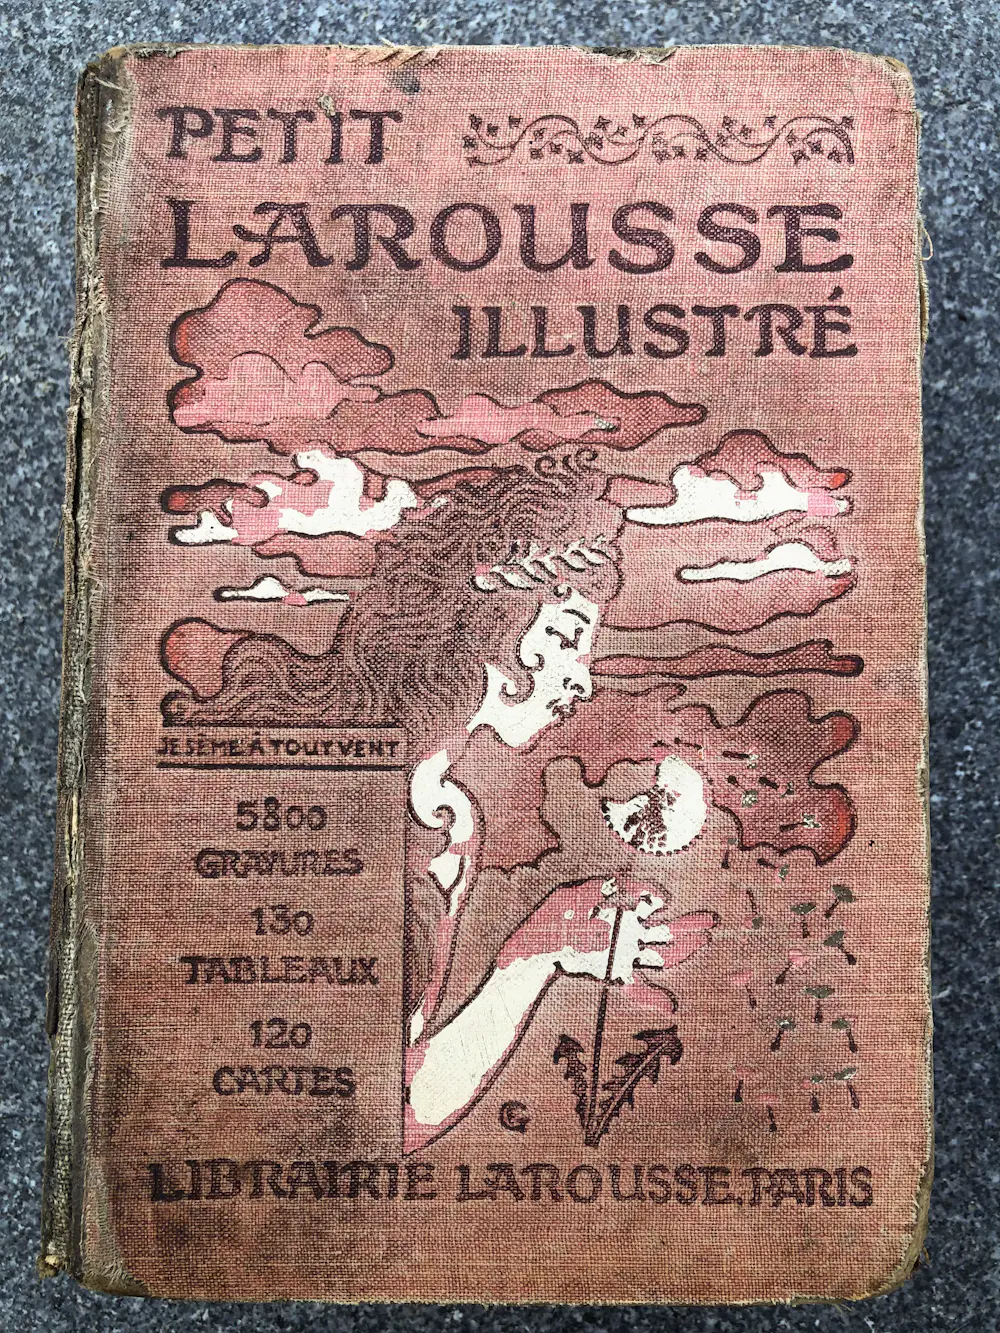 PETIT
LAROUSSE
ILLUSTRÉ
JE SÈME À TOUT VENT
5800
GRAVURES
130
TABLEAUX
120
CARTES
G
LIBRAIRIE LAROUSSE, PARIS